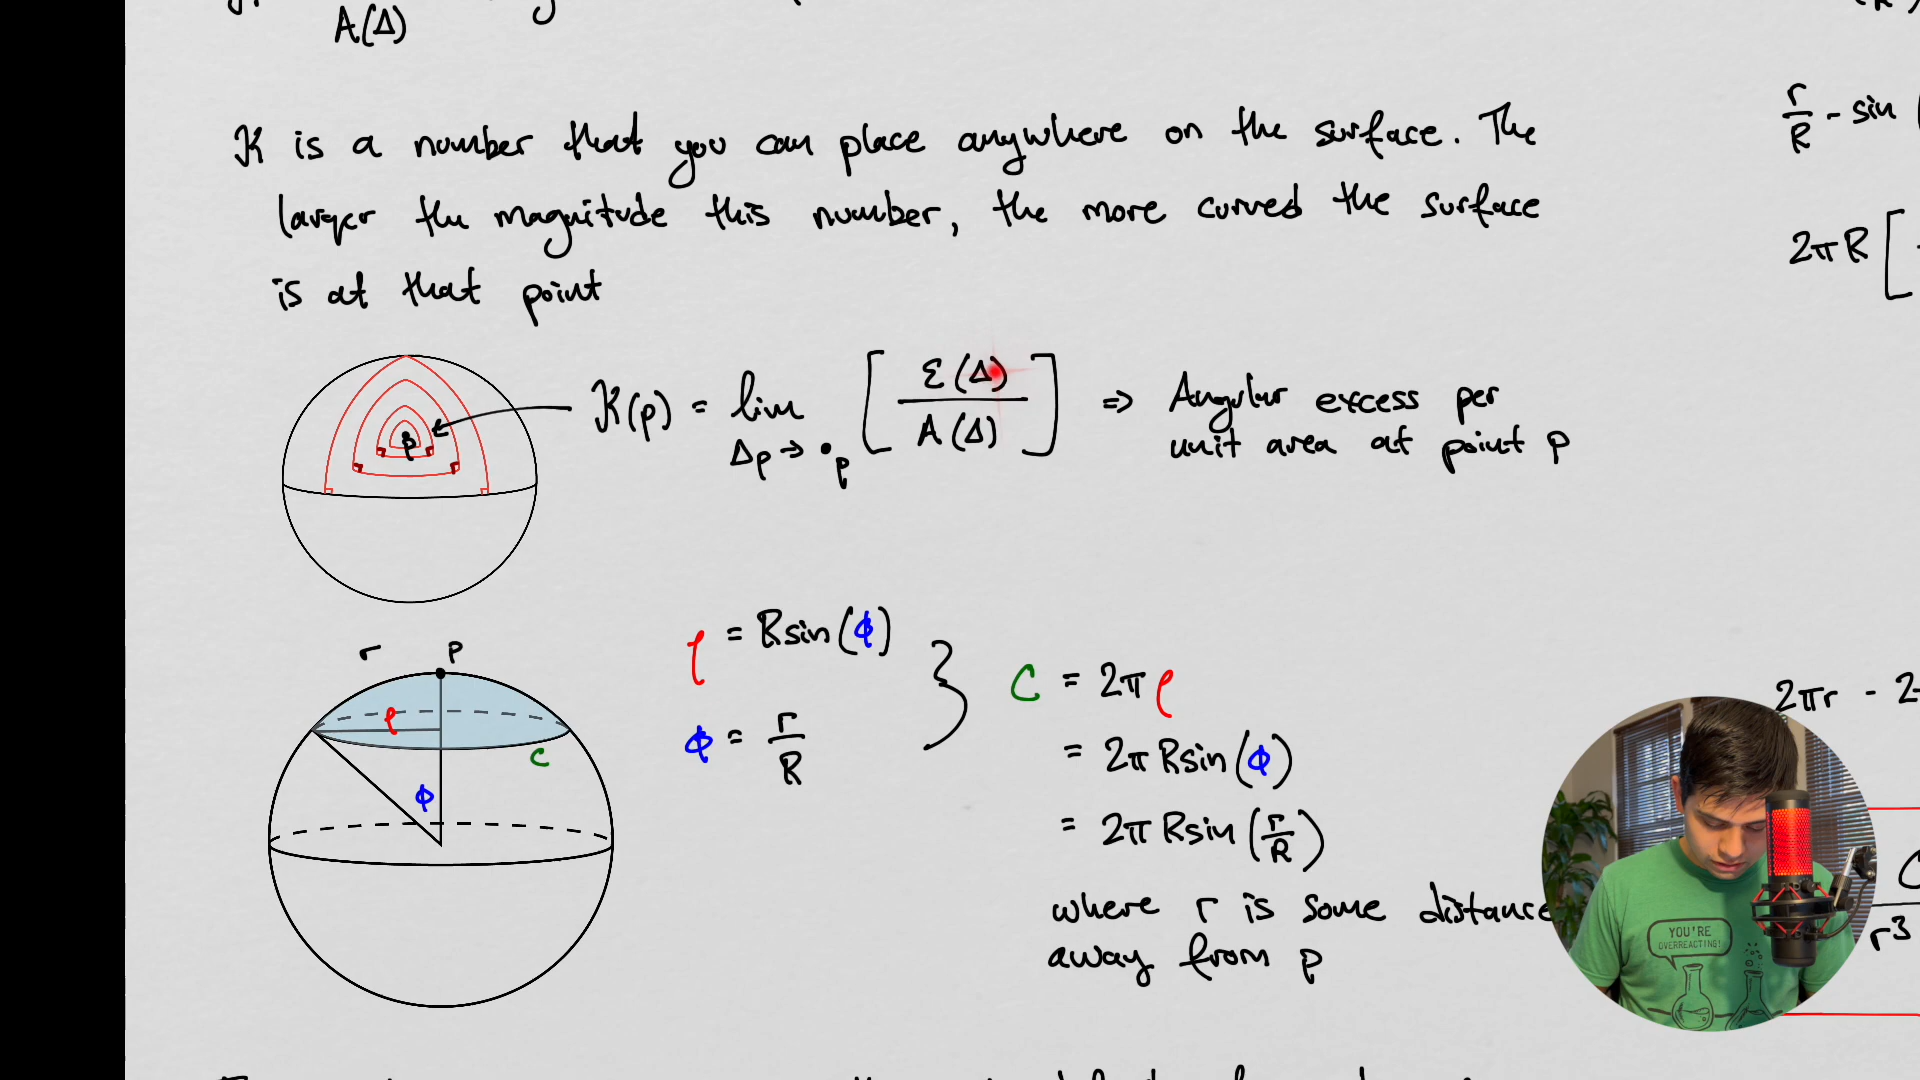 A(Δ)
K is a number that you can place anywhere on the surface. The
larger the magnitude this number, the more curved the surface
is at that point
r/R - sin
2πR [
p
K(p) = lim Δp→•p [ ε(Δ) / A(Δ) ] ⇒ Angular excess per
unit area at point p
r p
ρ
C
ϕ
ρ = Rsin(ϕ)
ϕ = r/R
C = 2πρ
= 2πRsin(ϕ)
= 2πRsin(r/R)
where r is some distance
away from p
2πr - 2
C
r³
YOU'RE
OVERREACTING!